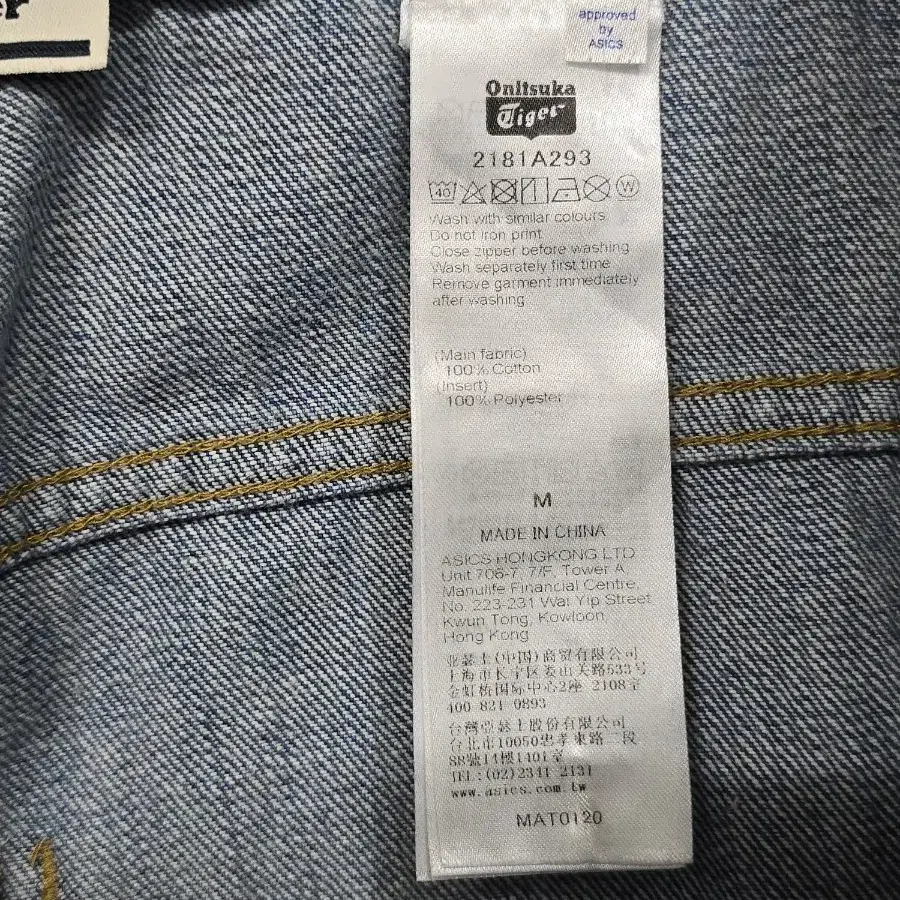 er
approved
by
ASICS
Onitsuka
Tiger
2181A293
40
W
Wash with similar colours
Do not iron print
Close zipper before washing
Wash separately first time
Remove garment immediately
after washing
(Main fabric)
100% Cotton
(Insert)
100% Polyester
M
MADE IN CHINA
ASICS HONGKONG LTD
Unit 706-7, 7/F, Tower A
Manulife Financial Centre,
No. 223-231 Wai Yip Street
Kwun Tong, Kowloon,
Hong Kong
亚瑟士(中国)商贸有限公司
上海市长宁区娄山关路533号
金虹桥国际中心2座 2108室
400-821-0893
台灣亞瑟士股份有限公司
台北市10050忠孝東路二段
88號14樓1401室
TEL:(02)2341-2131
www.asics.com.tw
MAT0120